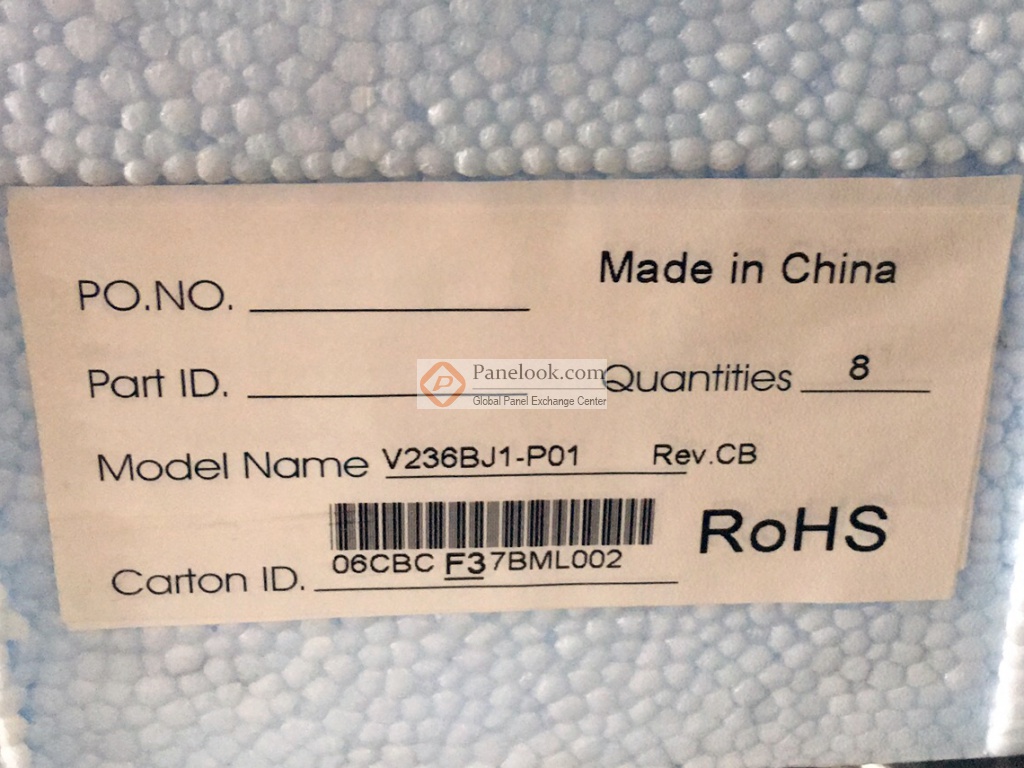 PO.NO.
Made in China
Part ID.
Panelook.com
Global Panel Exchange Center
Quantities 8
Model Name V236BJ1-P01 Rev.CB
RoHS
Carton ID. 06CBC F37BML002